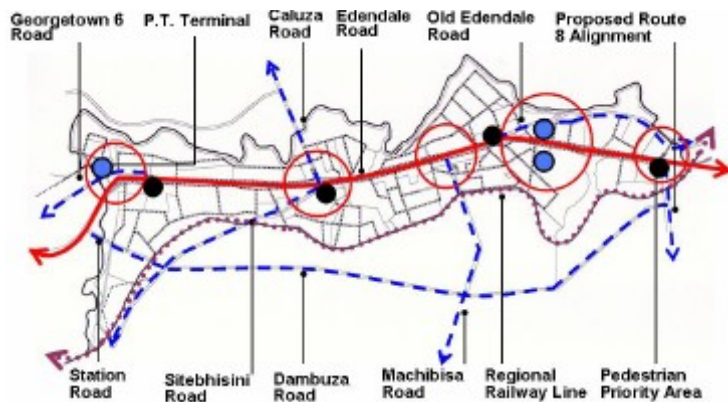 Georgetown 6
Road
P.T. Terminal
Caluza
Road
Edendale
Road
Old Edendale
Road
Proposed Route
8 Alignment
Station
Road
Sitebhisini
Road
Dambuza
Road
Machibisa
Road
Regional
Railway Line
Pedestrian
Priority Area